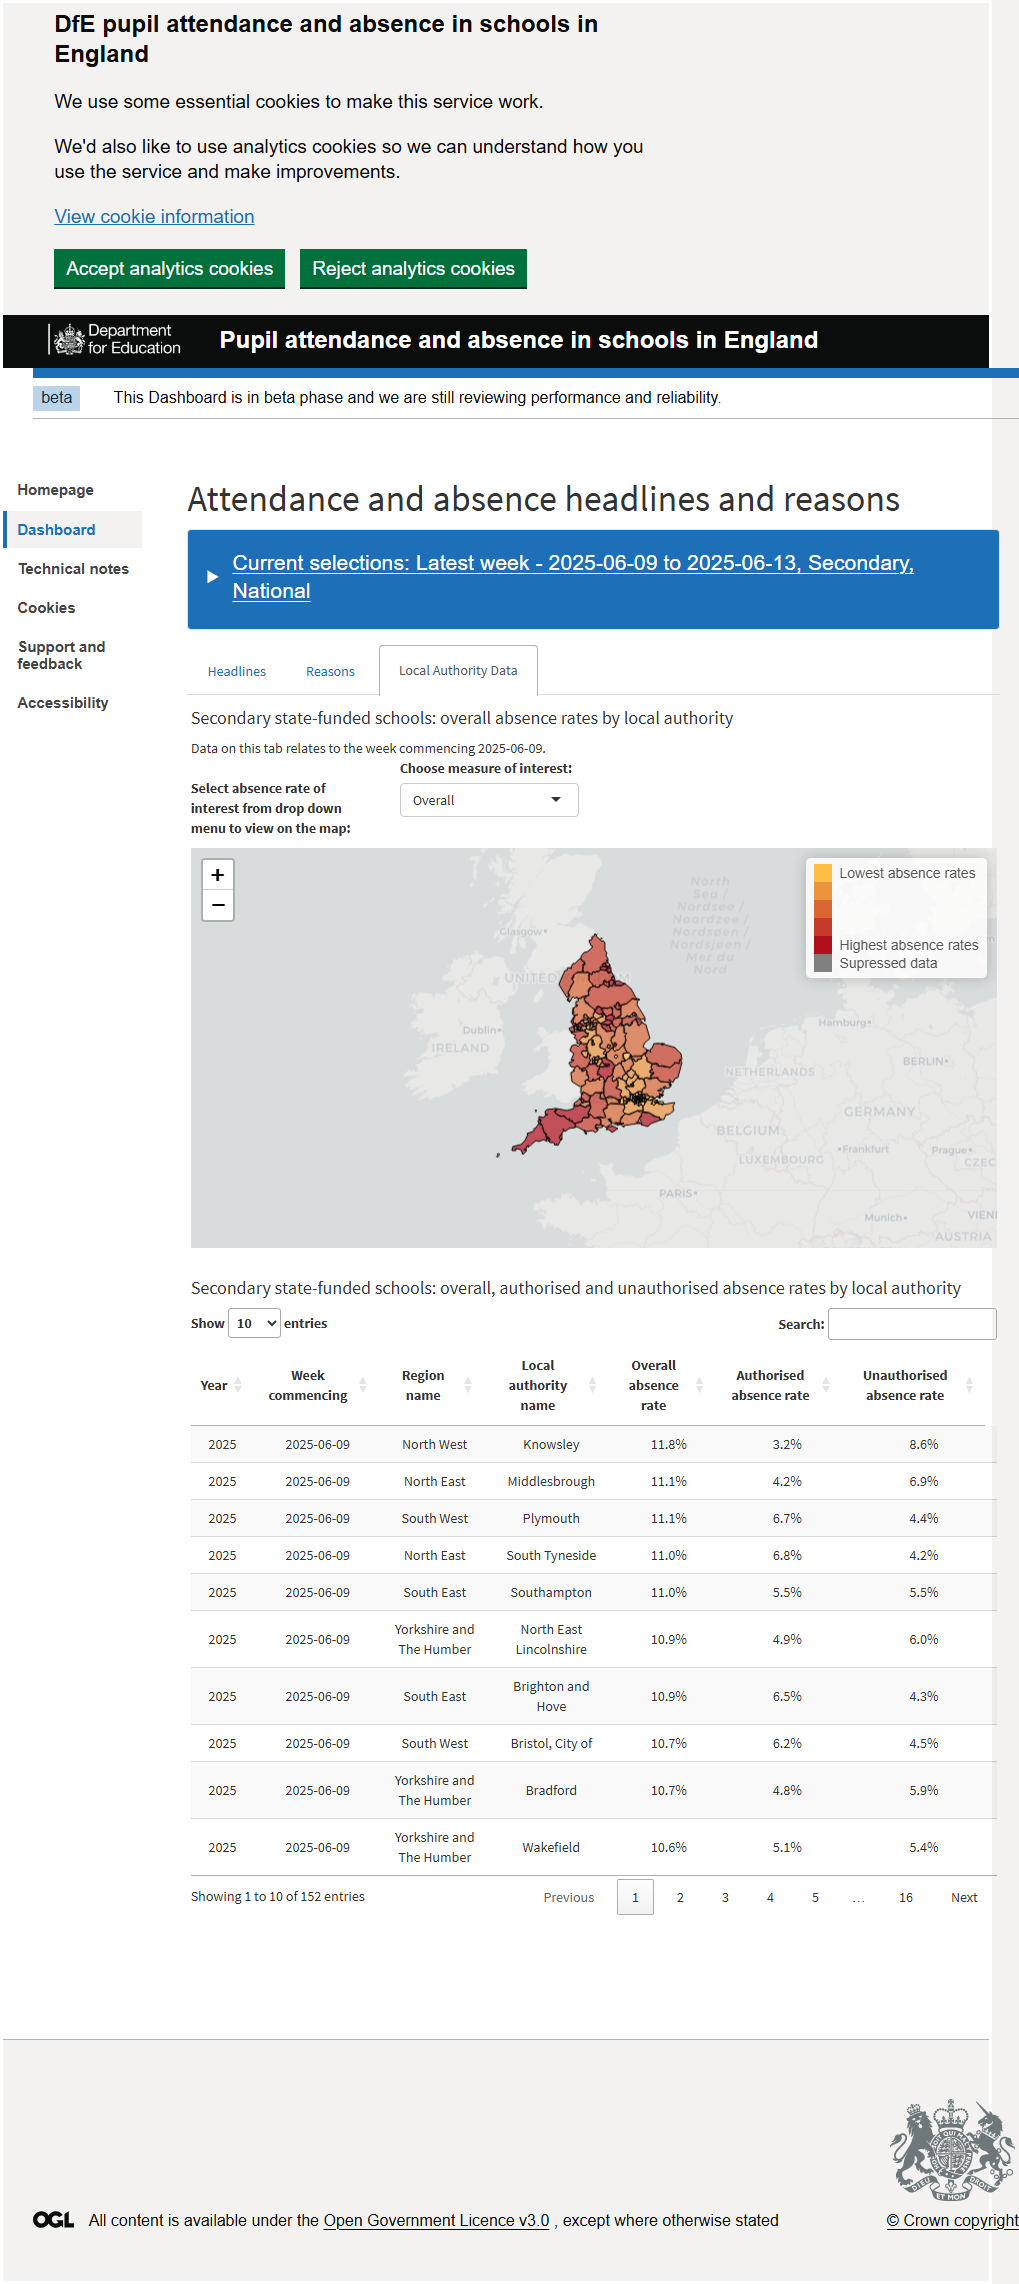 DfE pupil attendance and absence in schools in
England
We use some essential cookies to make this service work.
We'd also like to use analytics cookies so we can understand how you
use the service and make improvements.
View cookie information
Accept analytics cookies Reject analytics cookies
Department
for Education
Pupil attendance and absence in schools in England
beta This Dashboard is in beta phase and we are still reviewing performance and reliability.
Homepage
Dashboard
Technical notes
Cookies
Support and
feedback
Accessibility
Attendance and absence headlines and reasons
Current selections: Latest week - 2025-06-09 to 2025-06-13, Secondary,
National
Headlines Reasons Local Authority Data
Secondary state-funded schools: overall absence rates by local authority
Data on this tab relates to the week commencing 2025-06-09.
Select absence rate of
interest from drop down
menu to view on the map:
Choose measure of interest:
Overall
+
−
Lowest absence rates
Highest absence rates
Supressed data
North
Sea /
Nordsee /
Noordzee /
Nordsøen /
Nordsjøen /
Mer du
Nord
Glasgow
UNITED
Dublin
IRELAND
Hamburg
BERLIN
NETHERLANDS
GERMANY
BELGIUM
Frankfurt
Prague
LUXEMBOURG
CZEC
PARIS
Munich
VIEN
AUSTRIA
Secondary state-funded schools: overall, authorised and unauthorised absence rates by local authority
Show 10 entries Search:
Year Week commencing Region name Local authority name Overall absence rate Authorised absence rate Unauthorised absence rate
2025 2025-06-09 North West Knowsley 11.8% 3.2% 8.6%
2025 2025-06-09 North East Middlesbrough 11.1% 4.2% 6.9%
2025 2025-06-09 South West Plymouth 11.1% 6.7% 4.4%
2025 2025-06-09 North East South Tyneside 11.0% 6.8% 4.2%
2025 2025-06-09 South East Southampton 11.0% 5.5% 5.5%
2025 2025-06-09 Yorkshire and The Humber North East Lincolnshire 10.9% 4.9% 6.0%
2025 2025-06-09 South East Brighton and Hove 10.9% 6.5% 4.3%
2025 2025-06-09 South West Bristol, City of 10.7% 6.2% 4.5%
2025 2025-06-09 Yorkshire and The Humber Bradford 10.7% 4.8% 5.9%
2025 2025-06-09 Yorkshire and The Humber Wakefield 10.6% 5.1% 5.4%
Showing 1 to 10 of 152 entries Previous 1 2 3 4 5 … 16 Next
OGL All content is available under the Open Government Licence v3.0 , except where otherwise stated
© Crown copyright